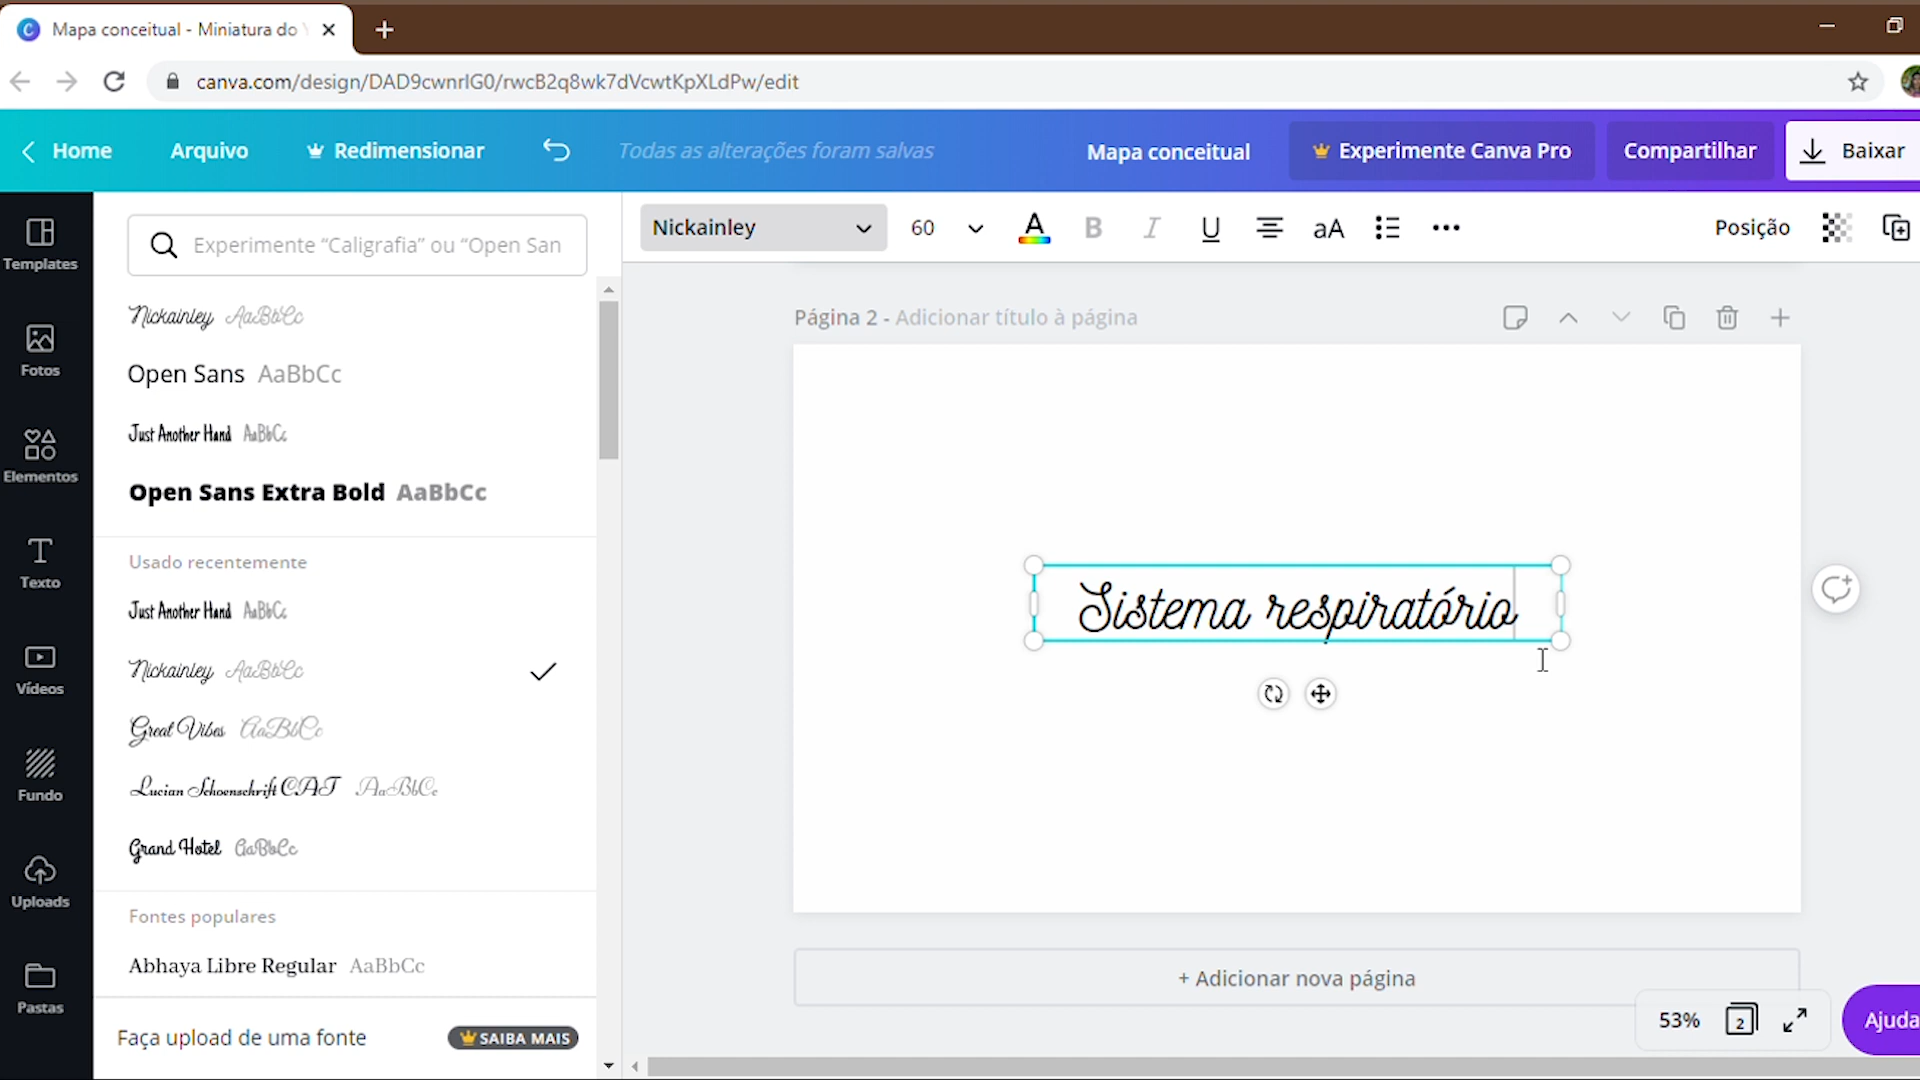 Mapa conceitual - Miniatura do
canva.com/design/DAD9cwnrlG0/rwcB2q8wk7dVcwtKpXLdPw/edit
Home
Arquivo
Redimensionar
Todas as alterações foram salvas
Mapa conceitual
Experimente Canva Pro
Compartilhar
Baixar
Templates
Fotos
Elementos
Texto
Vídeos
Fundo
Uploads
Pastas
Experimente “Caligrafia” ou “Open San
Nickainley AaBbCc
Open Sans AaBbCc
Just Another Hand AaBbCc
Open Sans Extra Bold AaBbCc
Usado recentemente
Just Another Hand AaBbCc
Nickainley AaBbCc
Great Vibes AaBbCc
Lucian Schoenschrift CAT AaBbCc
Grand Hotel AaBbCc
Fontes populares
Abhaya Libre Regular AaBbCc
Faça upload de uma fonte
SAIBA MAIS
Nickainley
60
A
B
I
U
aA
Posição
Página 2 - Adicionar título à página
Sistema respiratório
+ Adicionar nova página
53%
2
Ajuda